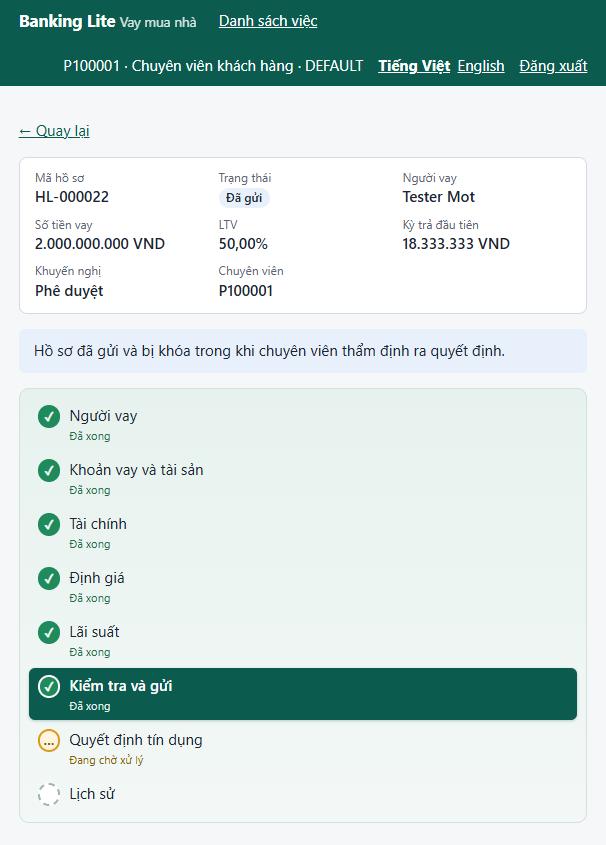 Banking Lite Vay mua nhà Danh sách việc
P100001 · Chuyên viên khách hàng · DEFAULT Tiếng Việt English Đăng xuất
← Quay lại
Mã hồ sơ Trạng thái Người vay
HL-000022 Đã gửi Tester Mot
Số tiền vay LTV Kỳ trả đầu tiên
2.000.000.000 VND 50,00% 18.333.333 VND
Khuyến nghị Chuyên viên
Phê duyệt P100001
Hồ sơ đã gửi và bị khóa trong khi chuyên viên thẩm định ra quyết định.
Người vay
Đã xong
Khoản vay và tài sản
Đã xong
Tài chính
Đã xong
Định giá
Đã xong
Lãi suất
Đã xong
Kiểm tra và gửi
Đã xong
Quyết định tín dụng
Đang chờ xử lý
Lịch sử